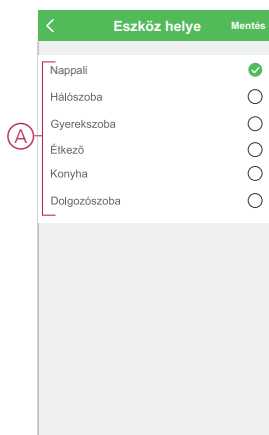 Eszköz helye Mentés
Nappali
Hálószoba
Gyerekszoba
A
Étkező
Konyha
Dolgozószoba